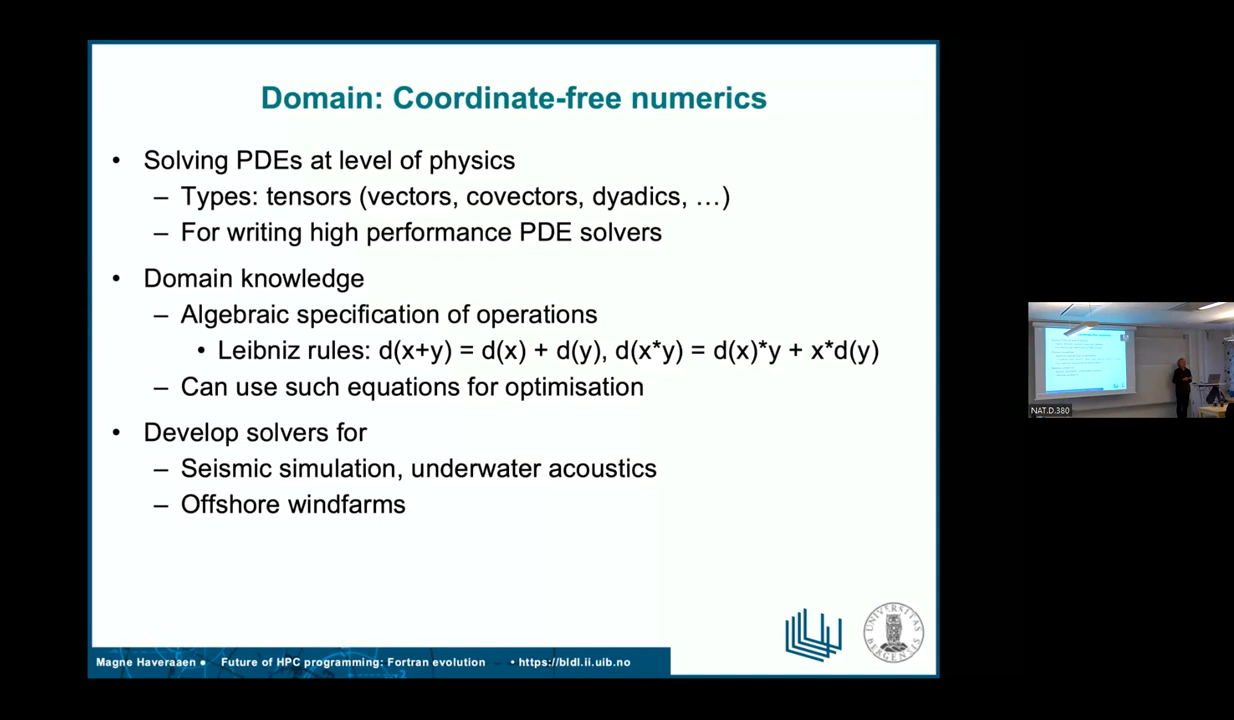 Domain: Coordinate-free numerics
• Solving PDEs at level of physics
– Types: tensors (vectors, covectors, dyadics, …)
– For writing high performance PDE solvers
• Domain knowledge
– Algebraic specification of operations
• Leibniz rules: d(x+y) = d(x) + d(y), d(x*y) = d(x)*y + x*d(y)
– Can use such equations for optimisation
• Develop solvers for
– Seismic simulation, underwater acoustics
– Offshore windfarms
UNIVERSITAS BERGENSIS
Magne Haveraaen • Future of HPC programming: Fortran evolution • https://bldl.ii.uib.no
NAT.D.380